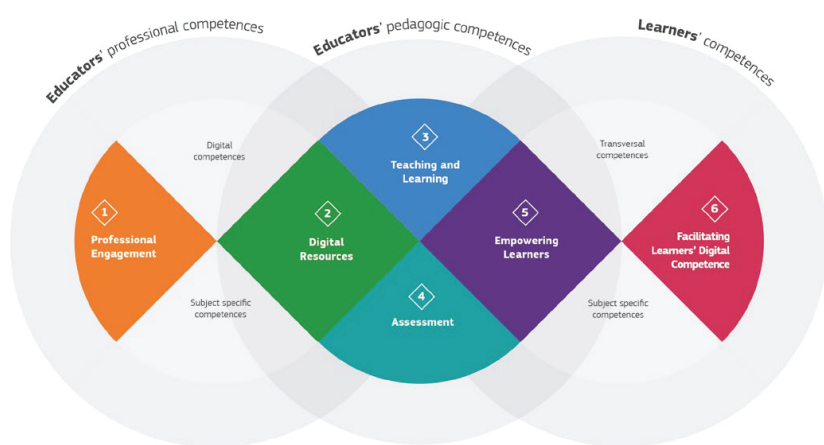 Educators' professional competences
Educators' pedagogic competences
Learners' competences
Digital
competences
Transversal
competences
1
Professional
Engagement
2
Digital
Resources
3
Teaching and
Learning
4
Assessment
5
Empowering
Learners
6
Facilitating
Learners' Digital
Competence
Subject specific
competences
Subject specific
competences